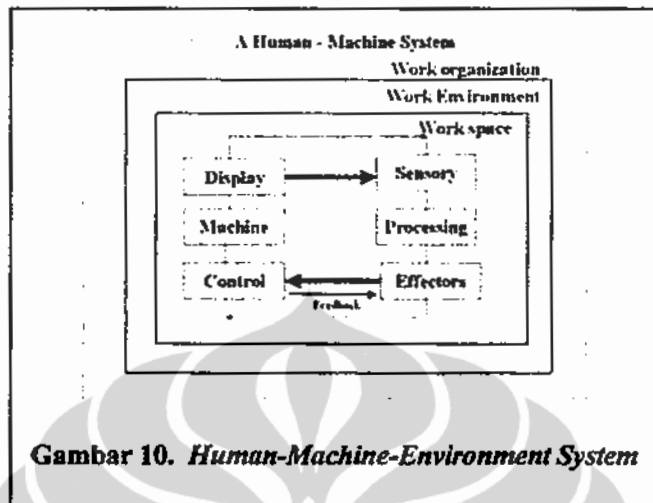 A Human - Machine System
Work organization
Work Environment
Work space
Display
Sensory
Machine
Processing
Control
Effectors
Feedback
Gambar 10. Human-Machine-Environment System